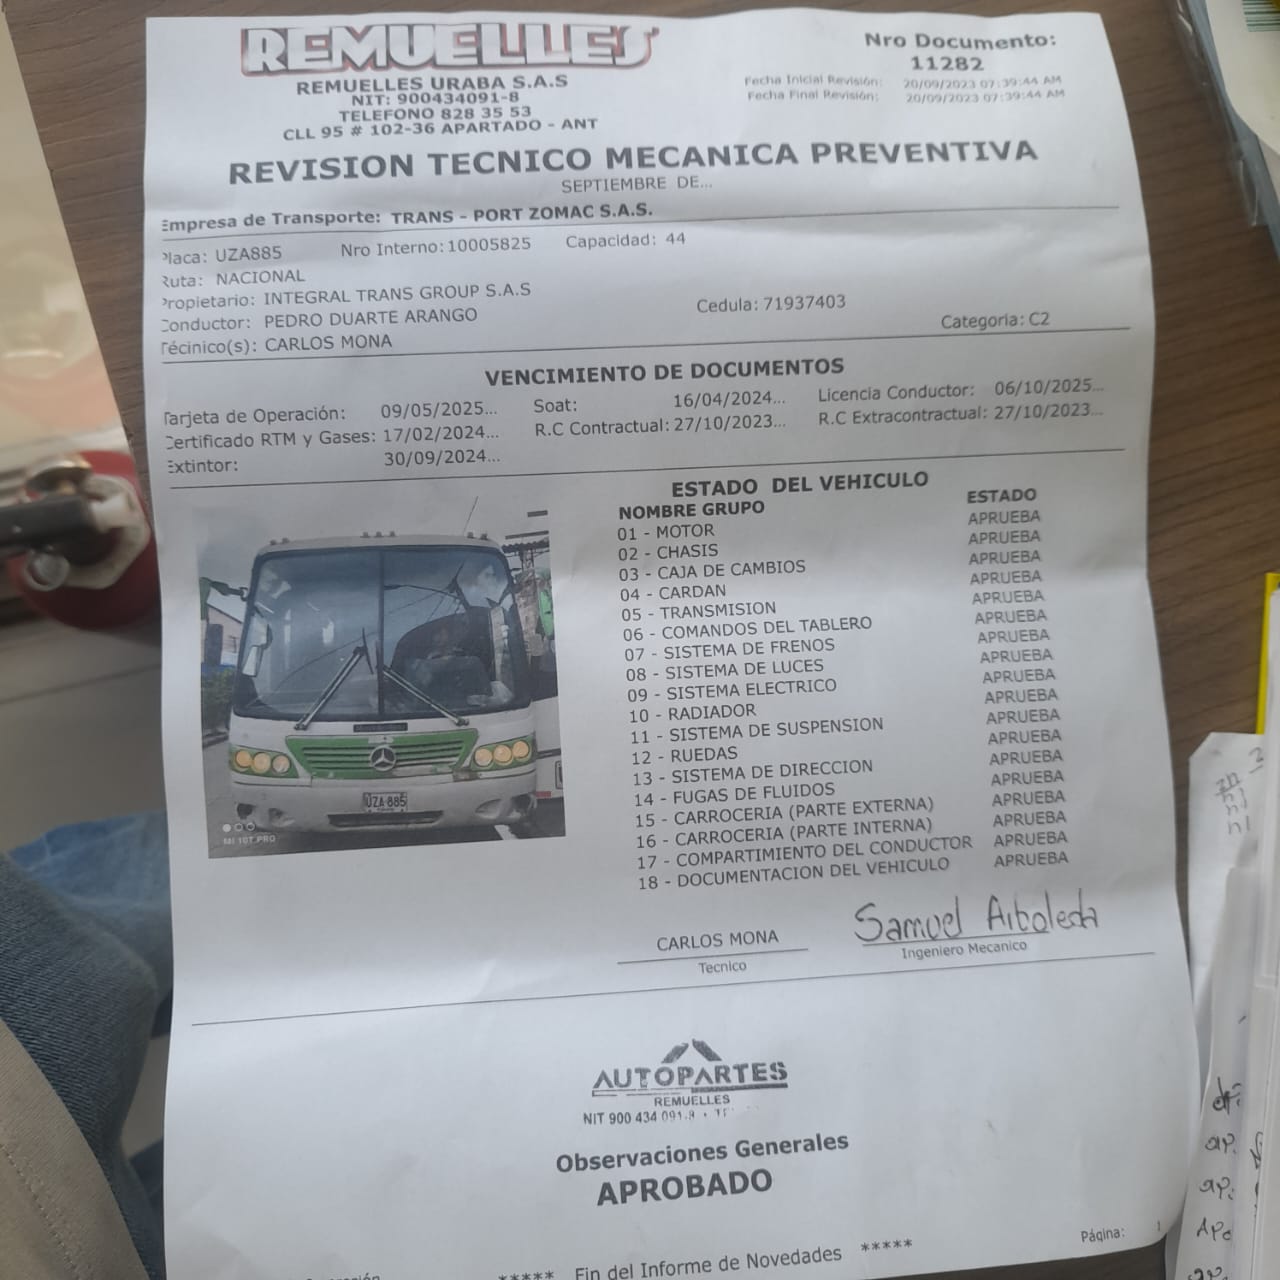 REMUELLES
REMUELLES URABA S.A.S
NIT: 900434091-8
TELEFONO 828 35 53
CLL 95 # 102-36 APARTADO - ANT
Nro Documento:
11282
Fecha Inicial Revisión: 20/09/2023 07:39:44 AM
Fecha Final Revisión: 20/09/2023 07:39:44 AM
REVISION TECNICO MECANICA PREVENTIVA
SEPTIEMBRE DE...
Empresa de Transporte: TRANS - PORT ZOMAC S.A.S.
Placa: UZA885 Nro Interno: 10005825 Capacidad: 44
Ruta: NACIONAL
Propietario: INTEGRAL TRANS GROUP S.A.S
Conductor: PEDRO DUARTE ARANGO Cedula: 71937403
Técinico(s): CARLOS MONA Categoria: C2
VENCIMIENTO DE DOCUMENTOS
Tarjeta de Operación: 09/05/2025... Soat: 16/04/2024... Licencia Conductor: 06/10/2025...
Certificado RTM y Gases: 17/02/2024... R.C Contractual: 27/10/2023... R.C Extracontractual: 27/10/2023...
Extintor: 30/09/2024...
ESTADO DEL VEHICULO
NOMBRE GRUPO ESTADO
01 - MOTOR APRUEBA
02 - CHASIS APRUEBA
03 - CAJA DE CAMBIOS APRUEBA
04 - CARDAN APRUEBA
05 - TRANSMISION APRUEBA
06 - COMANDOS DEL TABLERO APRUEBA
07 - SISTEMA DE FRENOS APRUEBA
08 - SISTEMA DE LUCES APRUEBA
09 - SISTEMA ELECTRICO APRUEBA
10 - RADIADOR APRUEBA
11 - SISTEMA DE SUSPENSION APRUEBA
12 - RUEDAS APRUEBA
13 - SISTEMA DE DIRECCION APRUEBA
14 - FUGAS DE FLUIDOS APRUEBA
15 - CARROCERIA (PARTE EXTERNA) APRUEBA
16 - CARROCERIA (PARTE INTERNA) APRUEBA
17 - COMPARTIMIENTO DEL CONDUCTOR APRUEBA
18 - DOCUMENTACION DEL VEHICULO APRUEBA
UZA-885
MI 10T PRO
CARLOS MONA
Tecnico
Samuel Arboleda
Ingeniero Mecanico
AUTOPARTES
REMUELLES
NIT 900 434 091-8
Observaciones Generales
APROBADO
Página: 1
***** Fin del Informe de Novedades *****